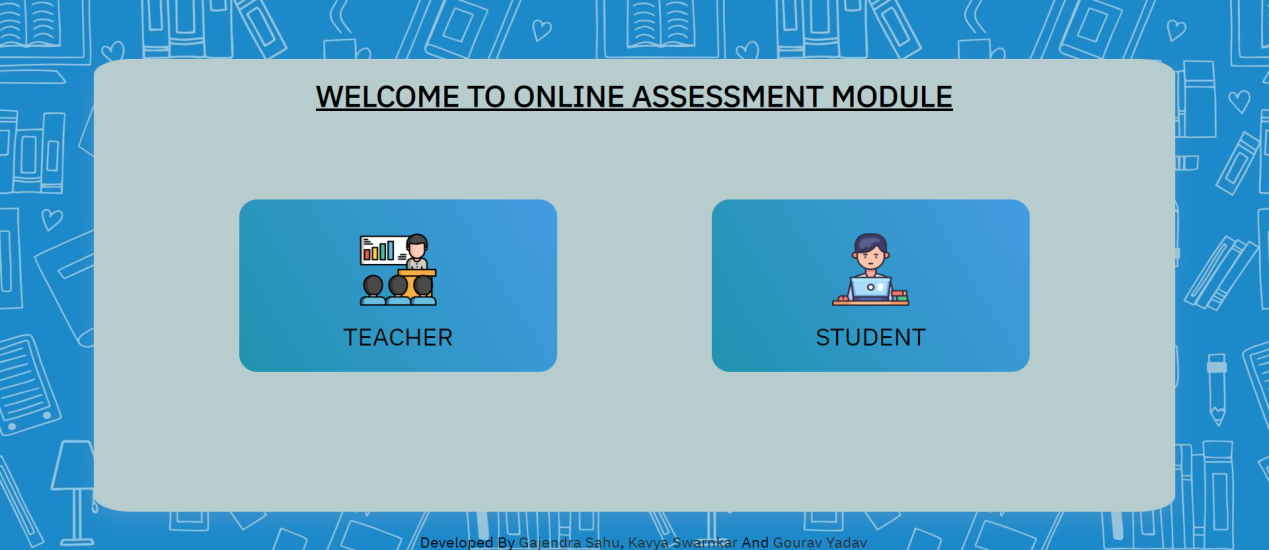 WELCOME TO ONLINE ASSESSMENT MODULE
TEACHER
STUDENT
Developed By Gajendra Sahu, Kavya Swarnkar And Gourav Yadav